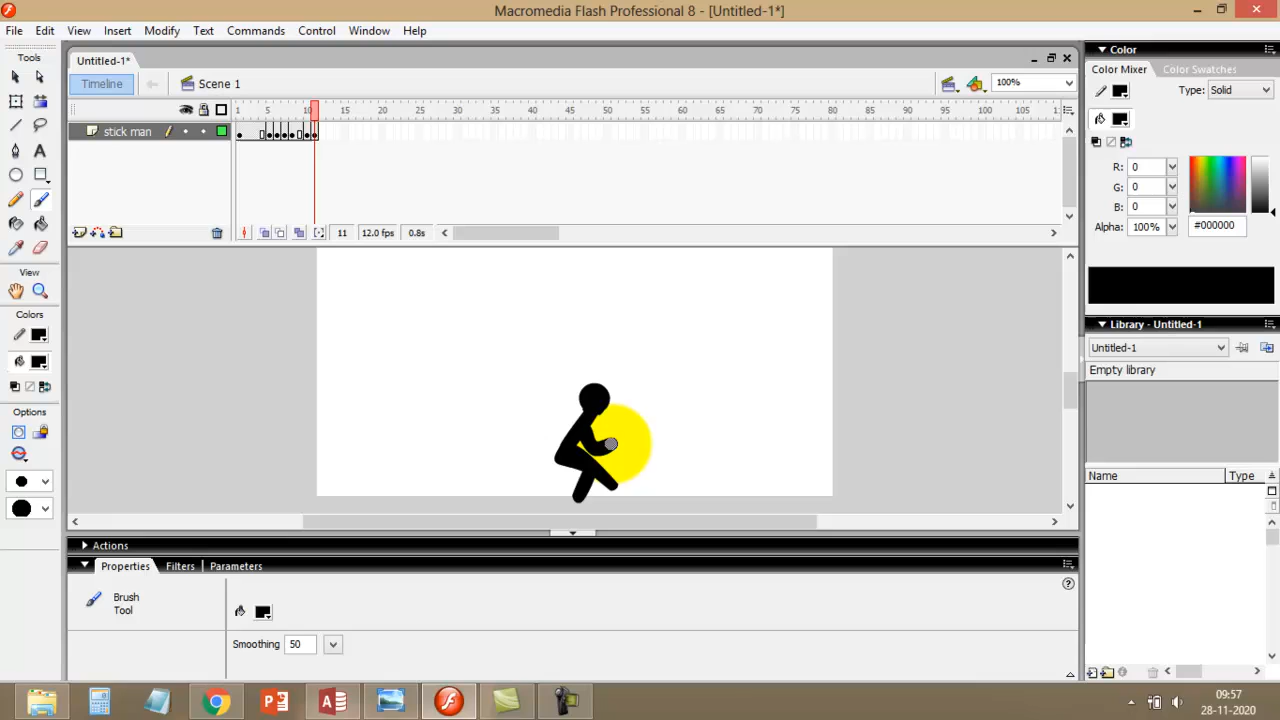 Macromedia Flash Professional 8 - [Untitled-1*]
File Edit View Insert Modify Text Commands Control Window Help
Tools
Untitled-1*
Timeline
Scene 1
100%
1 5 10 15 20 25 30 35 40 45 50 55 60 65 70 75 80 85 90 95 100 105
stick man
11 12.0 fps 0.8s
View
Colors
Options
Actions
Properties Filters Parameters
Brush
Tool
Smoothing 50
Color
Color Mixer Color Swatches
Type: Solid
R: 0
G: 0
B: 0
Alpha: 100% #000000
Library - Untitled-1
Untitled-1
Empty library
Name Type
09:57
28-11-2020